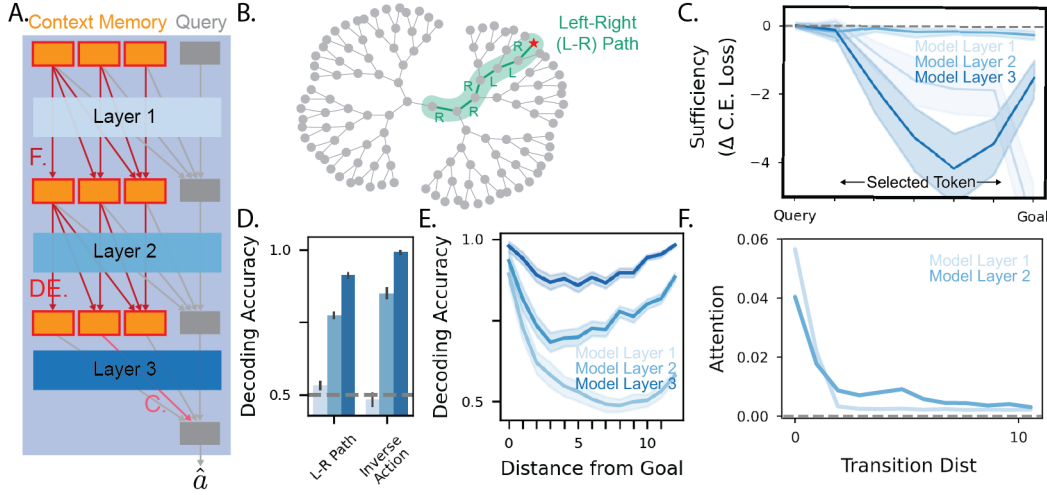 A.
Context Memory
Query
Layer 1
F.
Layer 2
DE.
Layer 3
C.
â
B.
Left-Right
(L-R) Path
R
L
L
R
R
R
C.
Sufficiency
(Δ C.E. Loss)
0
−2
−4
Model Layer 1
Model Layer 2
Model Layer 3
Selected Token
Query
Goal
D.
Decoding Accuracy
1.0
0.5
L-R Path
Inverse
Action
E.
Decoding Accuracy
1.0
0.5
Model Layer 1
Model Layer 2
Model Layer 3
0
5
10
Distance from Goal
F.
Attention
0.06
0.04
0.02
0.00
Model Layer 1
Model Layer 2
0
10
Transition Dist